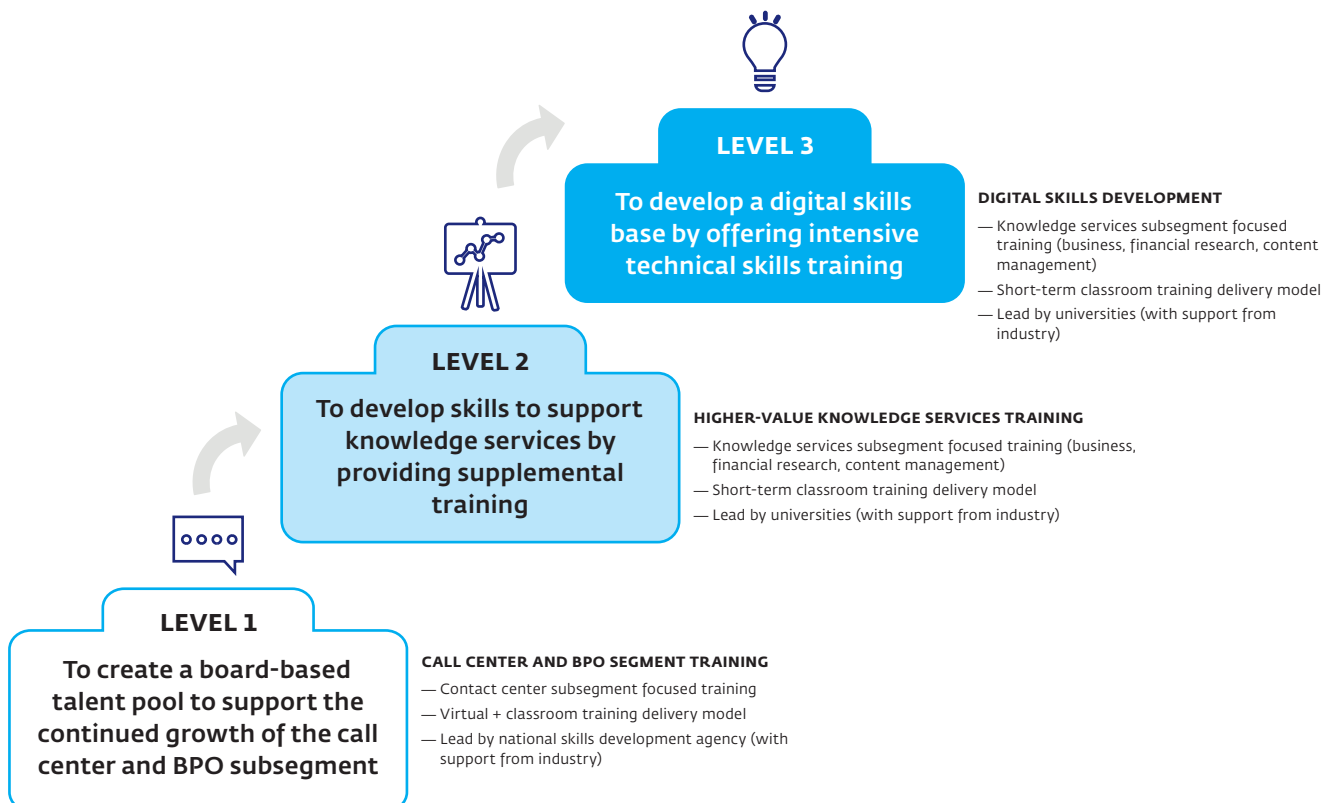 LEVEL 3
To develop a digital skills
base by offering intensive
technical skills training
DIGITAL SKILLS DEVELOPMENT
— Knowledge services subsegment focused
training (business, financial research, content
management)
— Short-term classroom training delivery model
— Lead by universities (with support from
industry)
LEVEL 2
To develop skills to support
knowledge services by
providing supplemental
training
HIGHER-VALUE KNOWLEDGE SERVICES TRAINING
— Knowledge services subsegment focused training (business,
financial research, content management)
— Short-term classroom training delivery model
— Lead by universities (with support from industry)
LEVEL 1
To create a board-based
talent pool to support the
continued growth of the call
center and BPO subsegment
CALL CENTER AND BPO SEGMENT TRAINING
— Contact center subsegment focused training
— Virtual + classroom training delivery model
— Lead by national skills development agency (with
support from industry)